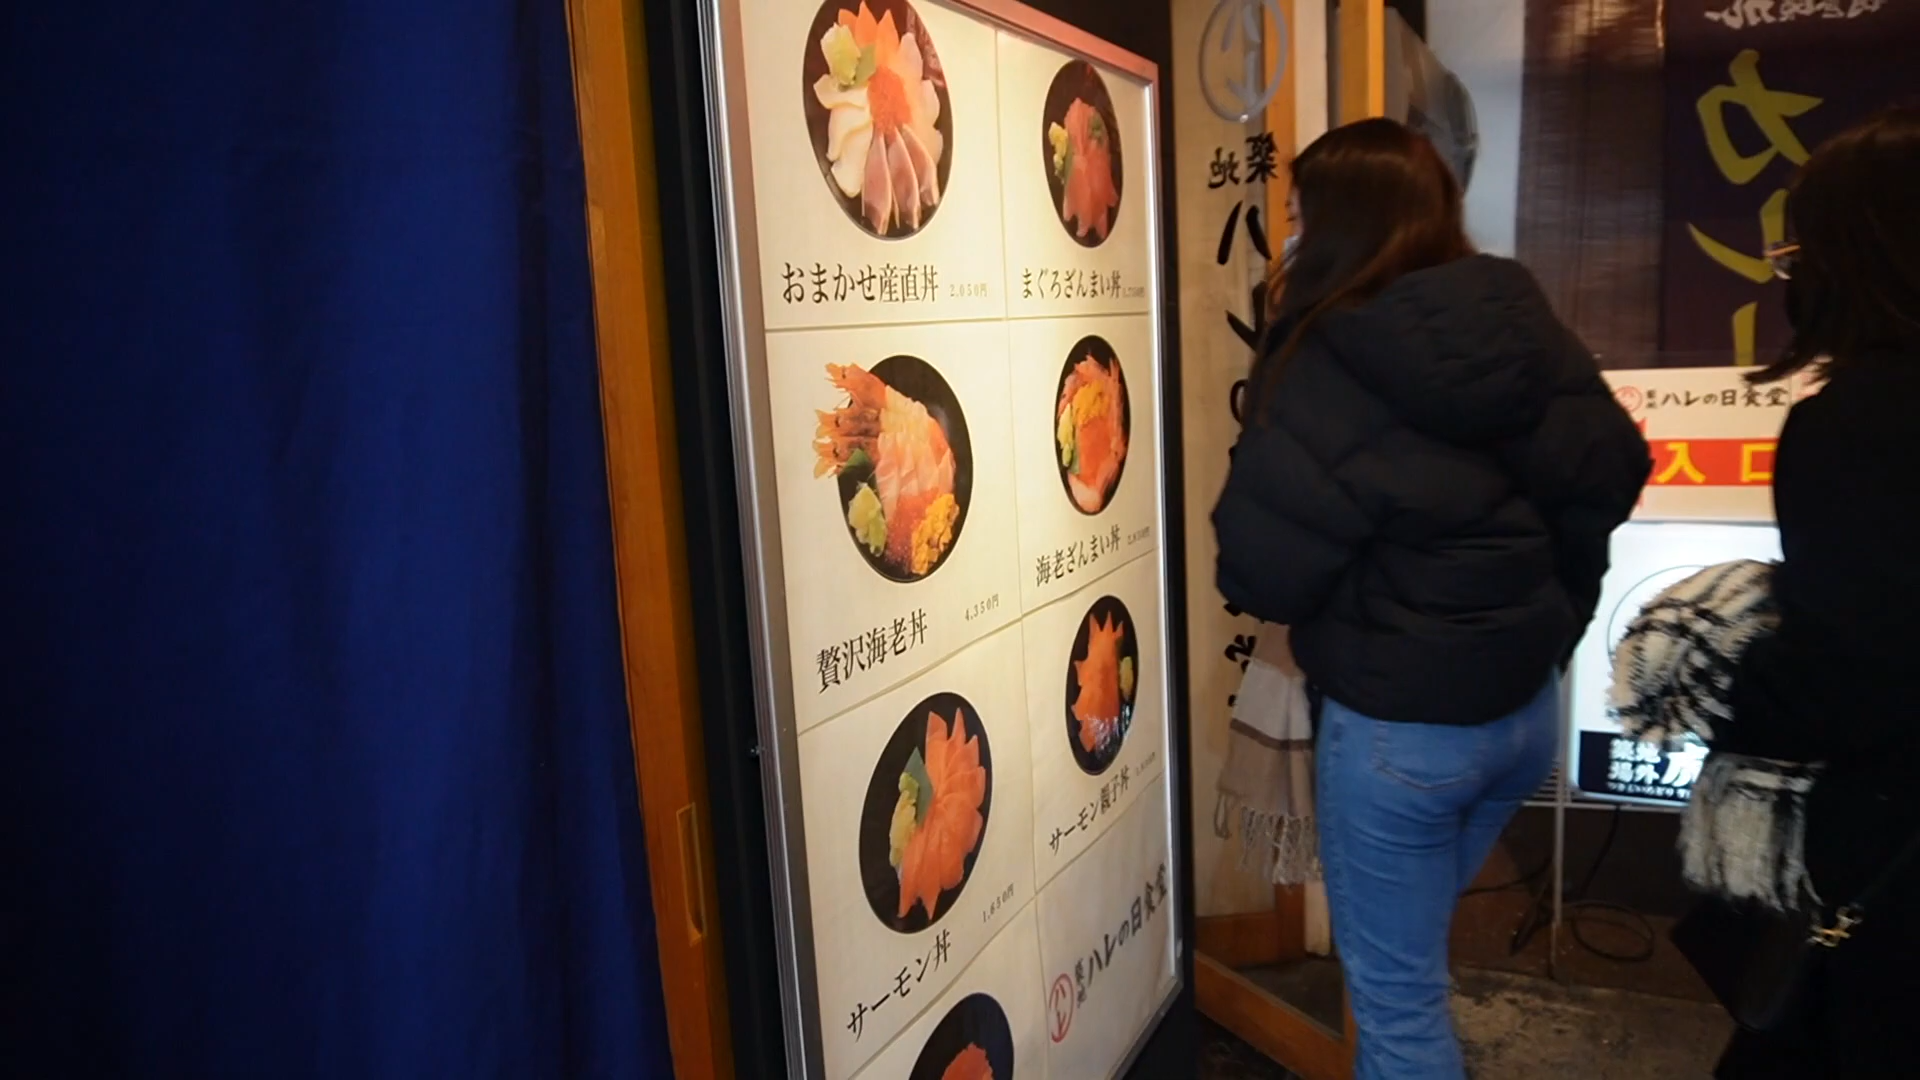 おまかせ産直丼 2,050円
まぐろざんまい丼
贅沢海老丼 4,350円
海老ざんまい丼
サーモン丼 1,650円
サーモン親子丼
築地 ハレの日食堂
築地
ハレの
カレー
築地 ハレの日食堂
入口
築地
場外